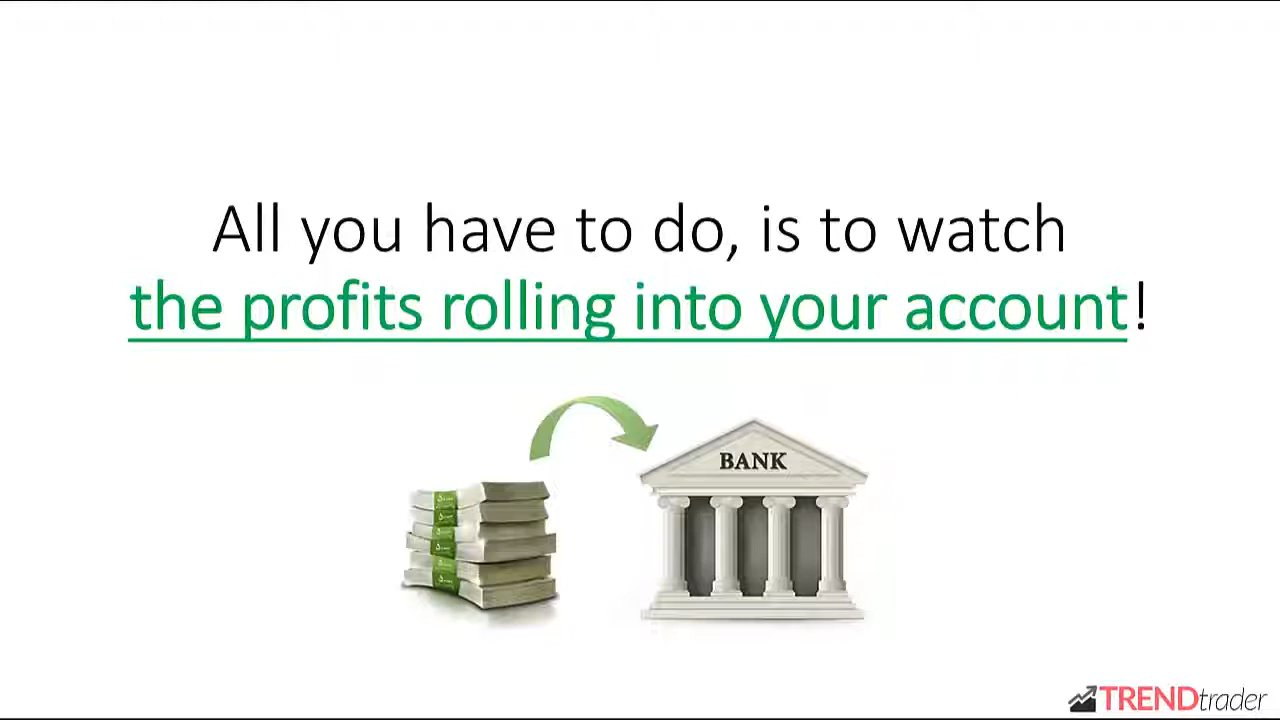 All you have to do, is to watch
the profits rolling into your account!
BANK
TRENDtrader